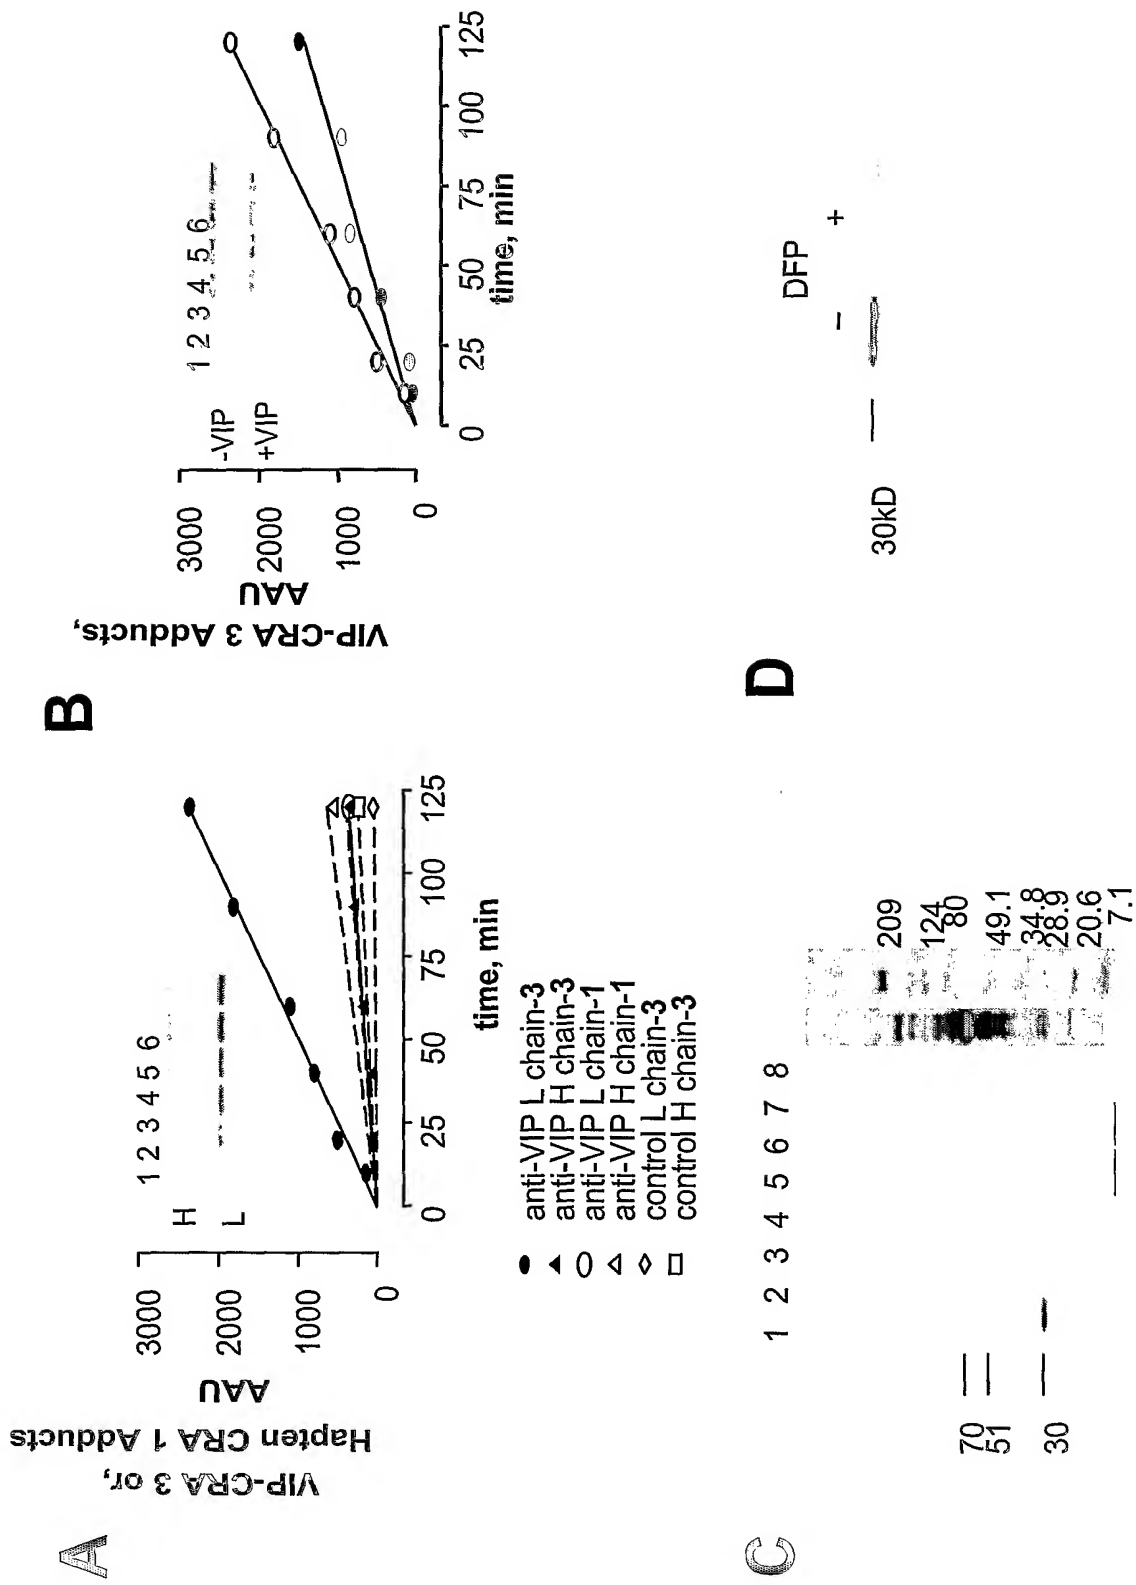 A
VIP-CRA 3 or,
Hapten CRA 1 Adducts
AAU
3000
2000
1000
0
H
L
1 2 3 4 5 6
0 25 50 75 100 125
time, min
anti-VIP L chain-3
anti-VIP H chain-3
anti-VIP L chain-1
anti-VIP H chain-1
control L chain-3
control H chain-3
B
VIP-CRA 3 Adducts,
AAU
3000
2000
1000
0
-VIP
+VIP
1 2 3 4 5 6
0 25 50 75 100 125
time, min
C
1 2 3 4 5 6 7 8
70
51
30
209
124
80
49.1
34.8
28.9
20.6
7.1
D
DFP
− +
30kD